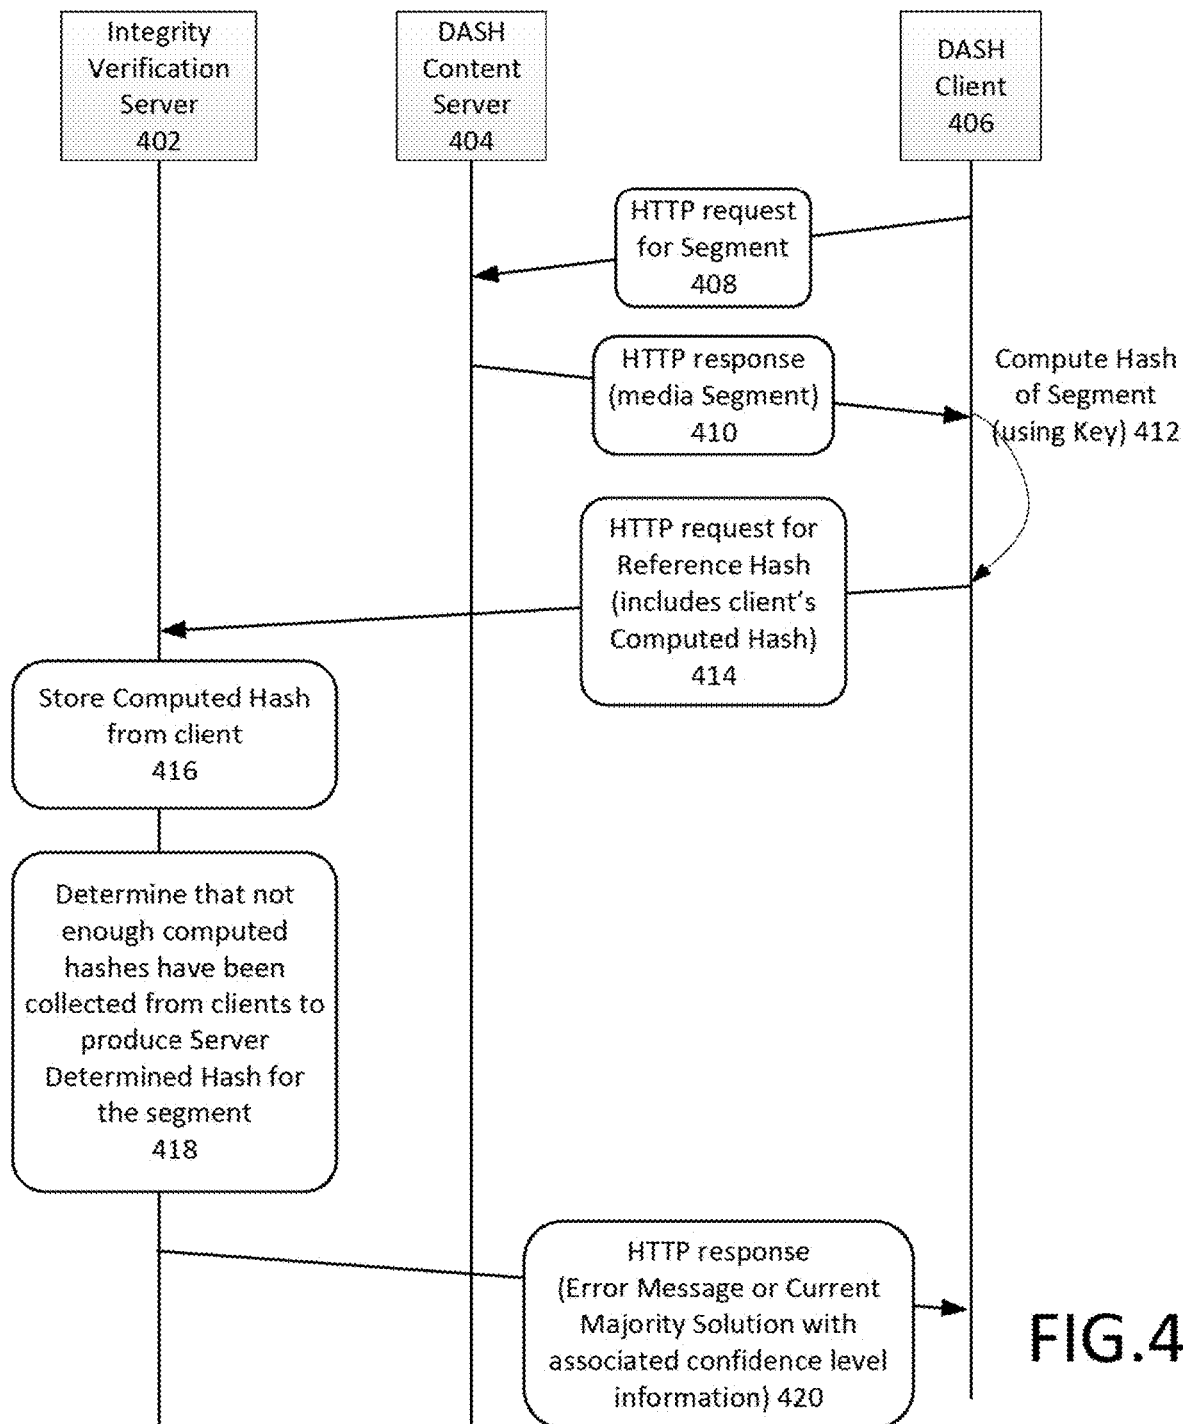 Integrity
Verification
Server
402
DASH
Content
Server
404
DASH
Client
406
HTTP request
for Segment
408
HTTP response
(media Segment)
410
Compute Hash
of Segment
(using Key) 412
HTTP request for
Reference Hash
(includes client's
Computed Hash)
414
Store Computed Hash
from client
416
Determine that not
enough computed
hashes have been
collected from clients to
produce Server
Determined Hash for
the segment
418
HTTP response
(Error Message or Current
Majority Solution with
associated confidence level
information) 420
FIG.4